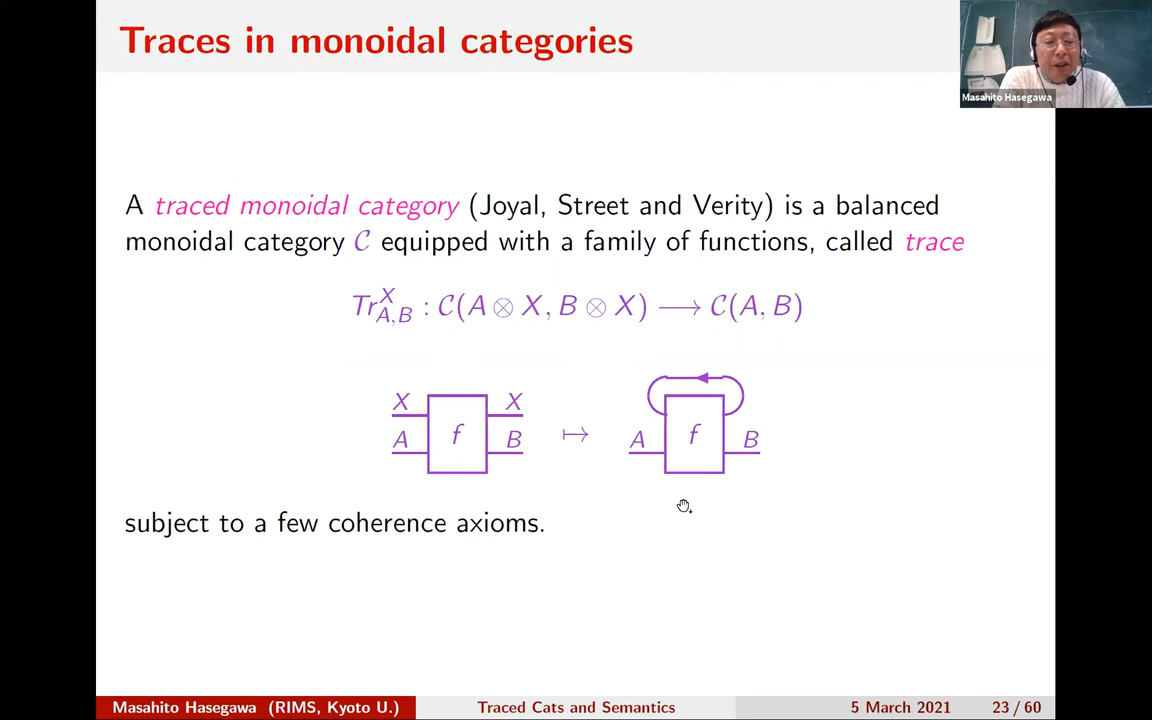 Traces in monoidal categories
Masahito Hasegawa
A traced monoidal category (Joyal, Street and Verity) is a balanced
monoidal category 𝒞 equipped with a family of functions, called trace
Tr^X_{A,B} : 𝒞(A ⊗ X, B ⊗ X) ⟶ 𝒞(A, B)
X X
A f B ↦ A f B
subject to a few coherence axioms.
Masahito Hasegawa (RIMS, Kyoto U.) Traced Cats and Semantics 5 March 2021 23 / 60